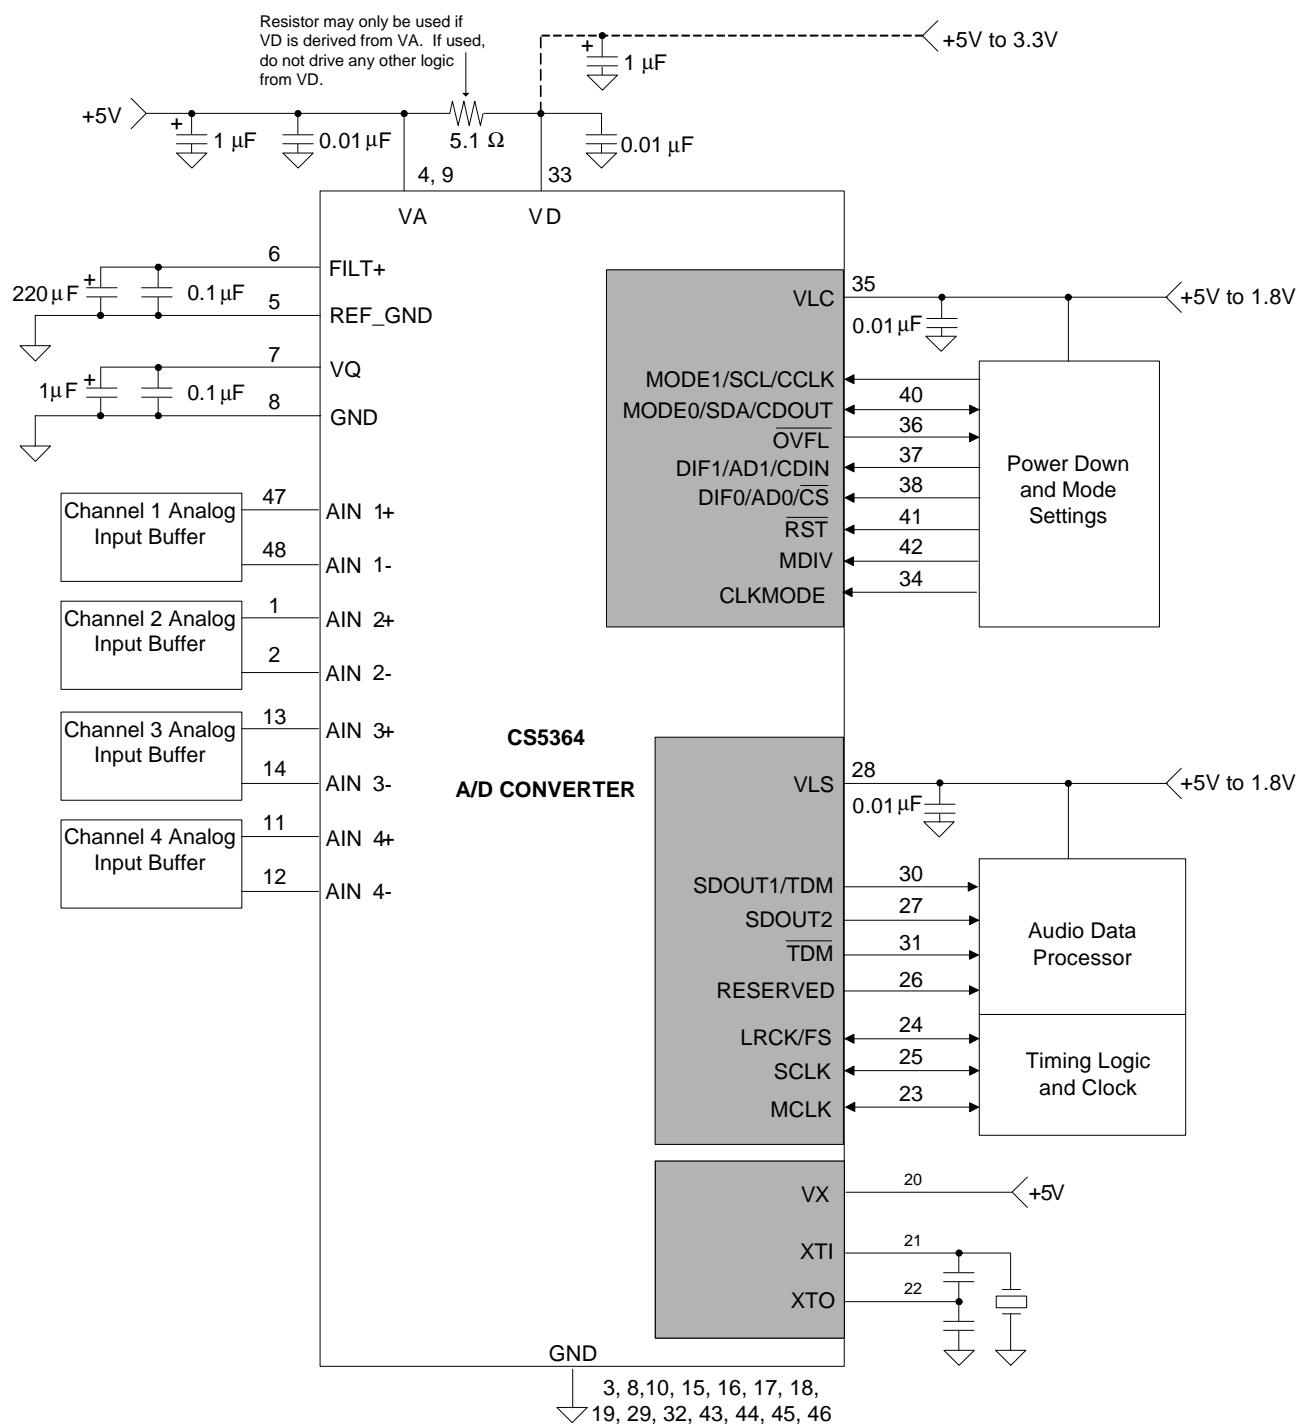 Resistor may only be used if
VD is derived from VA. If used,
do not drive any other logic
from VD.
+5V to 3.3V
+ 1 µF
+5V
+ 1 µF
0.01 µF
5.1 Ω
0.01 µF
4, 9
33
VA
VD
6
FILT+
220 µF +
0.1 µF
5
REF_GND
7
VQ
1µF +
0.1 µF
8
GND
Channel 1 Analog
Input Buffer
47
AIN 1+
48
AIN 1-
Channel 2 Analog
Input Buffer
1
AIN 2+
2
AIN 2-
Channel 3 Analog
Input Buffer
13
AIN 3+
14
AIN 3-
Channel 4 Analog
Input Buffer
11
AIN 4+
12
AIN 4-
CS5364
A/D CONVERTER
VLC
35
0.01 µF
+5V to 1.8V
MODE1/SCL/CCLK
MODE0/SDA/CDOUT
40
OVFL
36
DIF1/AD1/CDIN
37
DIF0/AD0/CS
38
RST
41
MDIV
42
CLKMODE
34
Power Down
and Mode
Settings
VLS
28
0.01 µF
+5V to 1.8V
SDOUT1/TDM
30
SDOUT2
27
TDM
31
RESERVED
26
Audio Data
Processor
LRCK/FS
24
SCLK
25
MCLK
23
Timing Logic
and Clock
VX
20
+5V
XTI
21
XTO
22
GND
3, 8,10, 15, 16, 17, 18,
19, 29, 32, 43, 44, 45, 46